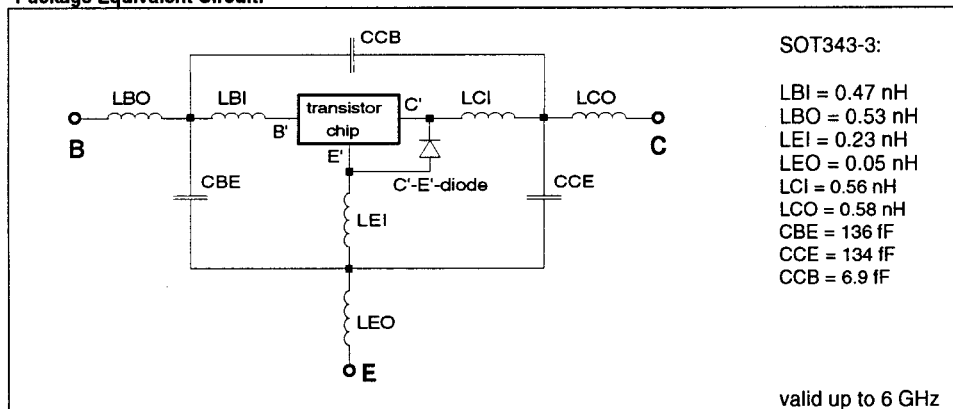 Package Equivalent Circuit:
CCB
SOT343-3:
LBO
LBI
transistor
chip
C'
LCI
LCO
B'
E'
B
C
CBE
C'-E'-diode
CCE
LEI
LEO
E
LBI = 0.47 nH
LBO = 0.53 nH
LEI = 0.23 nH
LEO = 0.05 nH
LCI = 0.56 nH
LCO = 0.58 nH
CBE = 136 fF
CCE = 134 fF
CCB = 6.9 fF
valid up to 6 GHz